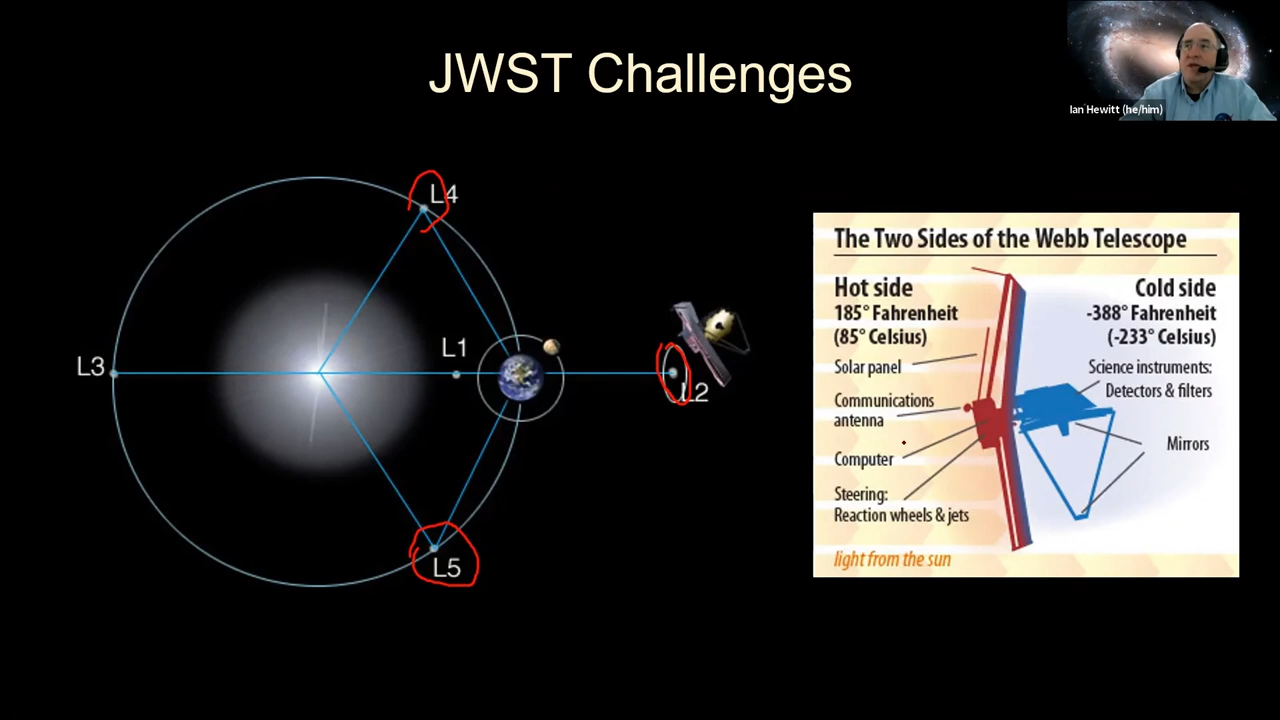 JWST Challenges
Ian Hewitt (he/him)
L4
L1
L3
L2
L5
The Two Sides of the Webb Telescope
Hot side
185° Fahrenheit
(85° Celsius)
Solar panel
Communications
antenna
Computer
Steering:
Reaction wheels & jets
light from the sun
Cold side
-388° Fahrenheit
(-233° Celsius)
Science instruments:
Detectors & filters
Mirrors